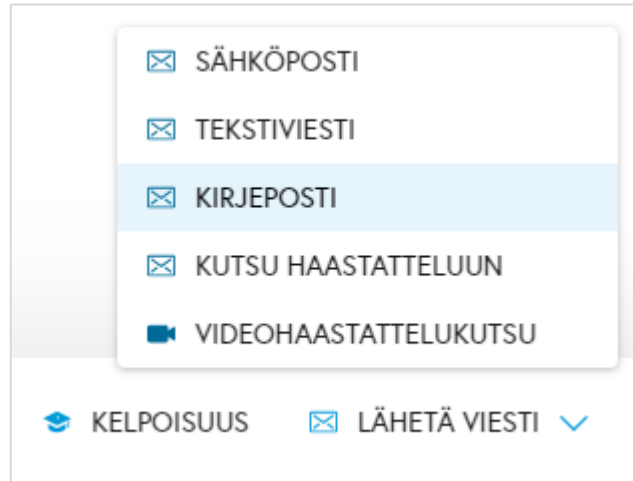 SÄHKÖPOSTI
TEKSTIVIESTI
KIRJEPOSTI
KUTSU HAASTATTELUUN
VIDEOHAASTATTELUKUTSU
KELPOISUUS LÄHETÄ VIESTI